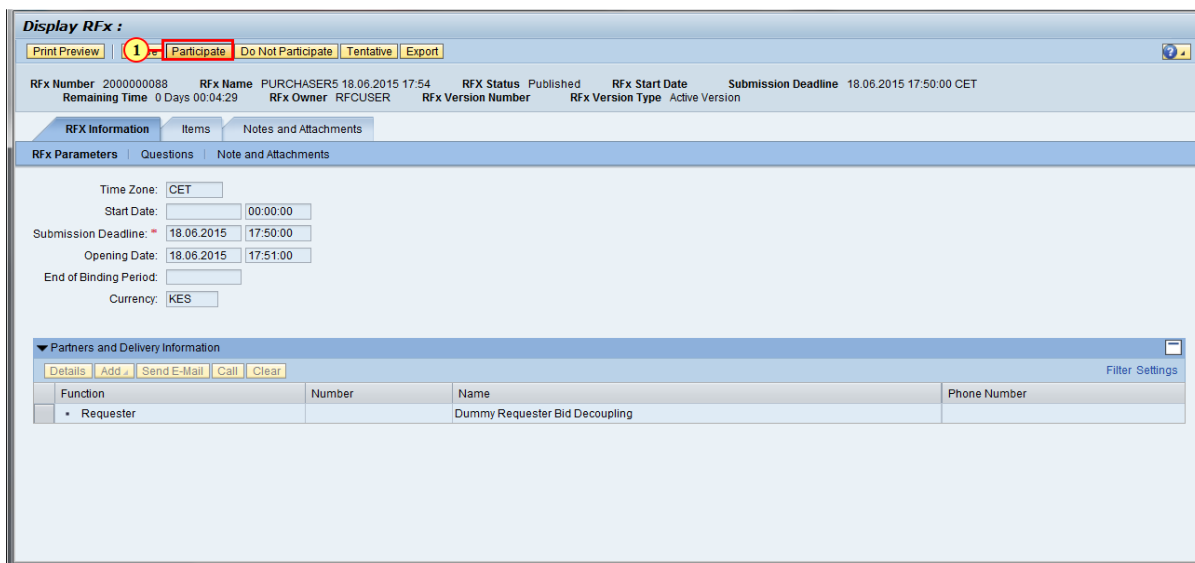 Display RFx :
Print Preview 1 Participate Do Not Participate Tentative Export
RFx Number 2000000088 RFx Name PURCHASER5 18.06.2015 17:54 RFX Status Published RFx Start Date Submission Deadline 18.06.2015 17:50:00 CET
Remaining Time 0 Days 00:04:29 RFx Owner RFCUSER RFx Version Number RFx Version Type Active Version
RFX Information Items Notes and Attachments
RFx Parameters | Questions | Note and Attachments
Time Zone: CET
Start Date: 00:00:00
Submission Deadline: * 18.06.2015 17:50:00
Opening Date: 18.06.2015 17:51:00
End of Binding Period:
Currency: KES
Partners and Delivery Information
Details Add Send E-Mail Call Clear Filter Settings
Function Number Name Phone Number
Requester Dummy Requester Bid Decoupling